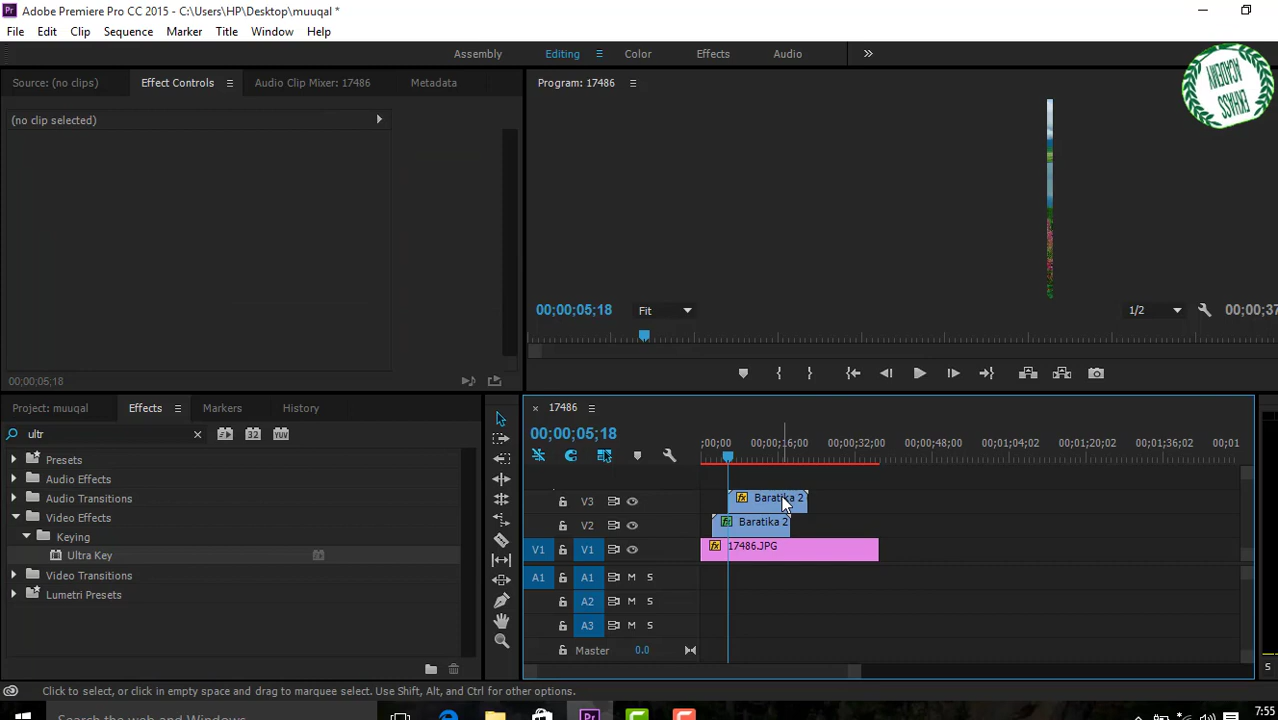 Adobe Premiere Pro CC 2015 - C:\Users\HP\Desktop\muuqal *
File Edit Clip Sequence Marker Title Window Help
Assembly Editing Color Effects Audio
Source: (no clips) Effect Controls Audio Clip Mixer: 17486 Metadata
Program: 17486
(no clip selected)
00;00;05;18 Fit 1/2 00;00;37
00;00;05;18
Project: muuqal Effects Markers History
ultr
Presets
Audio Effects
Audio Transitions
Video Effects
Keying
Ultra Key
Video Transitions
Lumetri Presets
17486
00;00;05;18
;00;00 00;00;16;00 00;00;32;00 00;00;48;00 00;01;04;02 00;01;20;02 00;01;36;02 00;01
V3 Baratika 2
V2 Baratika 2
V1 V1 17486.JPG
A1 A1 M S
A2 M S
A3 M S
Master 0.0
S
Click to select, or click in empty space and drag to marquee select. Use Shift, Alt, and Ctrl for other options.
Search the web and Windows
7:55